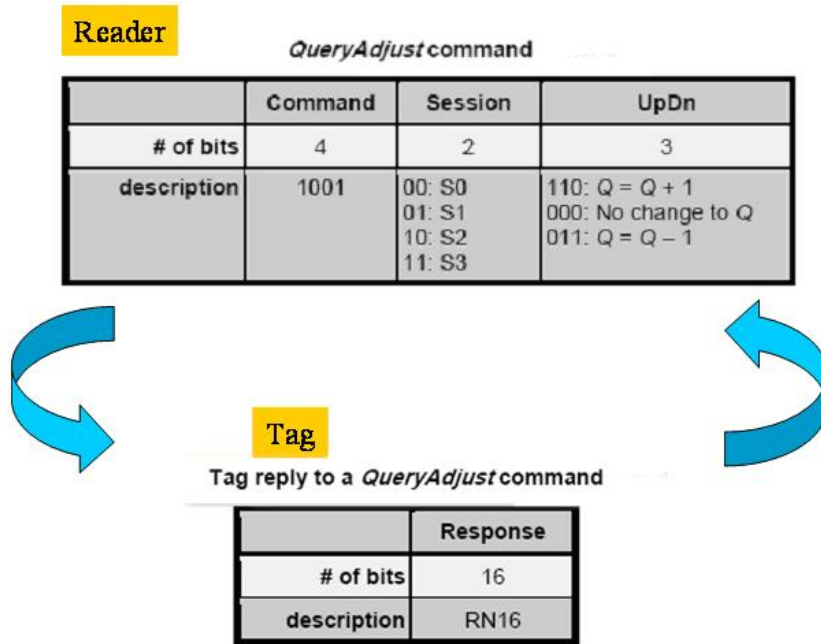 Reader
QueryAdjust command
Command Session UpDn
# of bits 4 2 3
description 1001 00: S0 110: Q = Q + 1
01: S1 000: No change to Q
10: S2 011: Q = Q – 1
11: S3
Tag
Tag reply to a QueryAdjust command
Response
# of bits 16
description RN16